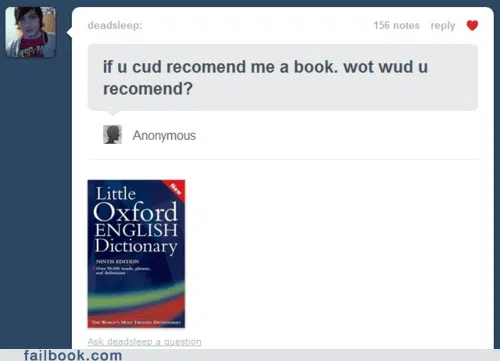 deadsleep:
156 notes reply
if u cud recomend me a book. wot wud u
recomend?
Anonymous
New
Little
Oxford
ENGLISH
Dictionary
NINTH EDITION
Over 90,000 words, phrases,
and definitions
THE WORLD'S MOST TRUSTED DICTIONARIES
Ask deadsleep a question
failbook.com